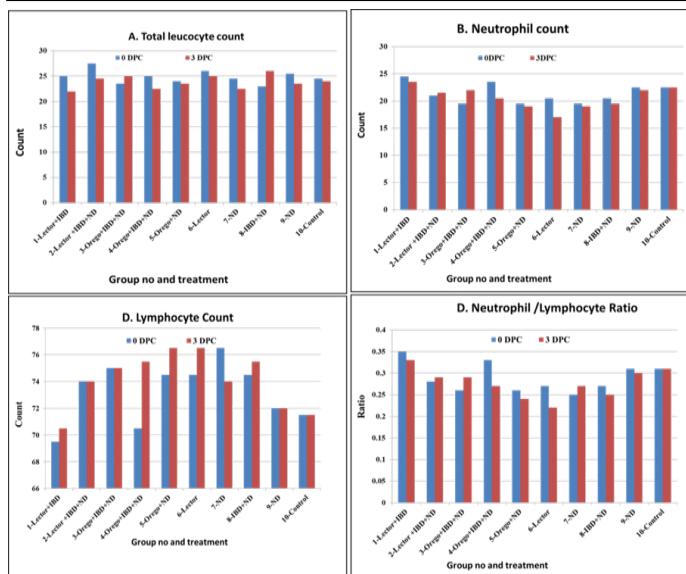 A. Total leucocyte count
0 DPC 3 DPC
30
25
20
15
10
5
0
Count
1-Lector+IBD
2-Lector +IBD+ND
3-Orego+IBD+ND
4-Orego+IBD+ND
5-Orego+ND
6-Lector
7-ND
8-IBD+ND
9-ND
10-Control
Group no and treatment
B. Neutrophil count
0DPC 3DPC
30
25
20
15
10
5
0
Count
1-Lector+IBD
2-Lector +IBD+ND
3-Orego+IBD+ND
4-Orego+IBD+ND
5-Orego+ND
6-Lector
7-ND
8-IBD+ND
9-ND
10-Control
Group no and treatment
D. Lymphocyte Count
0 DPC 3 DPC
78
76
74
72
70
68
66
Count
1-Lector+IBD
2-Lector +IBD+ND
3-Orego+IBD+ND
4-Orego+IBD+ND
5-Orego+ND
6-Lector
7-ND
8-IBD+ND
9-ND
10-Control
Group no and treatment
D. Neutrophil /Lymphocyte Ratio
0 DPC 3 DPC
0.4
0.35
0.3
0.25
0.2
0.15
0.1
0.05
0
Ratio
1-Lector+IBD
2-Lector +IBD+ND
3-Orego+IBD+ND
4-Orego+IBD+ND
5-Orego+ND
6-Lector
7-ND
8-IBD+ND
9-ND
10-Control
Group no and treatment